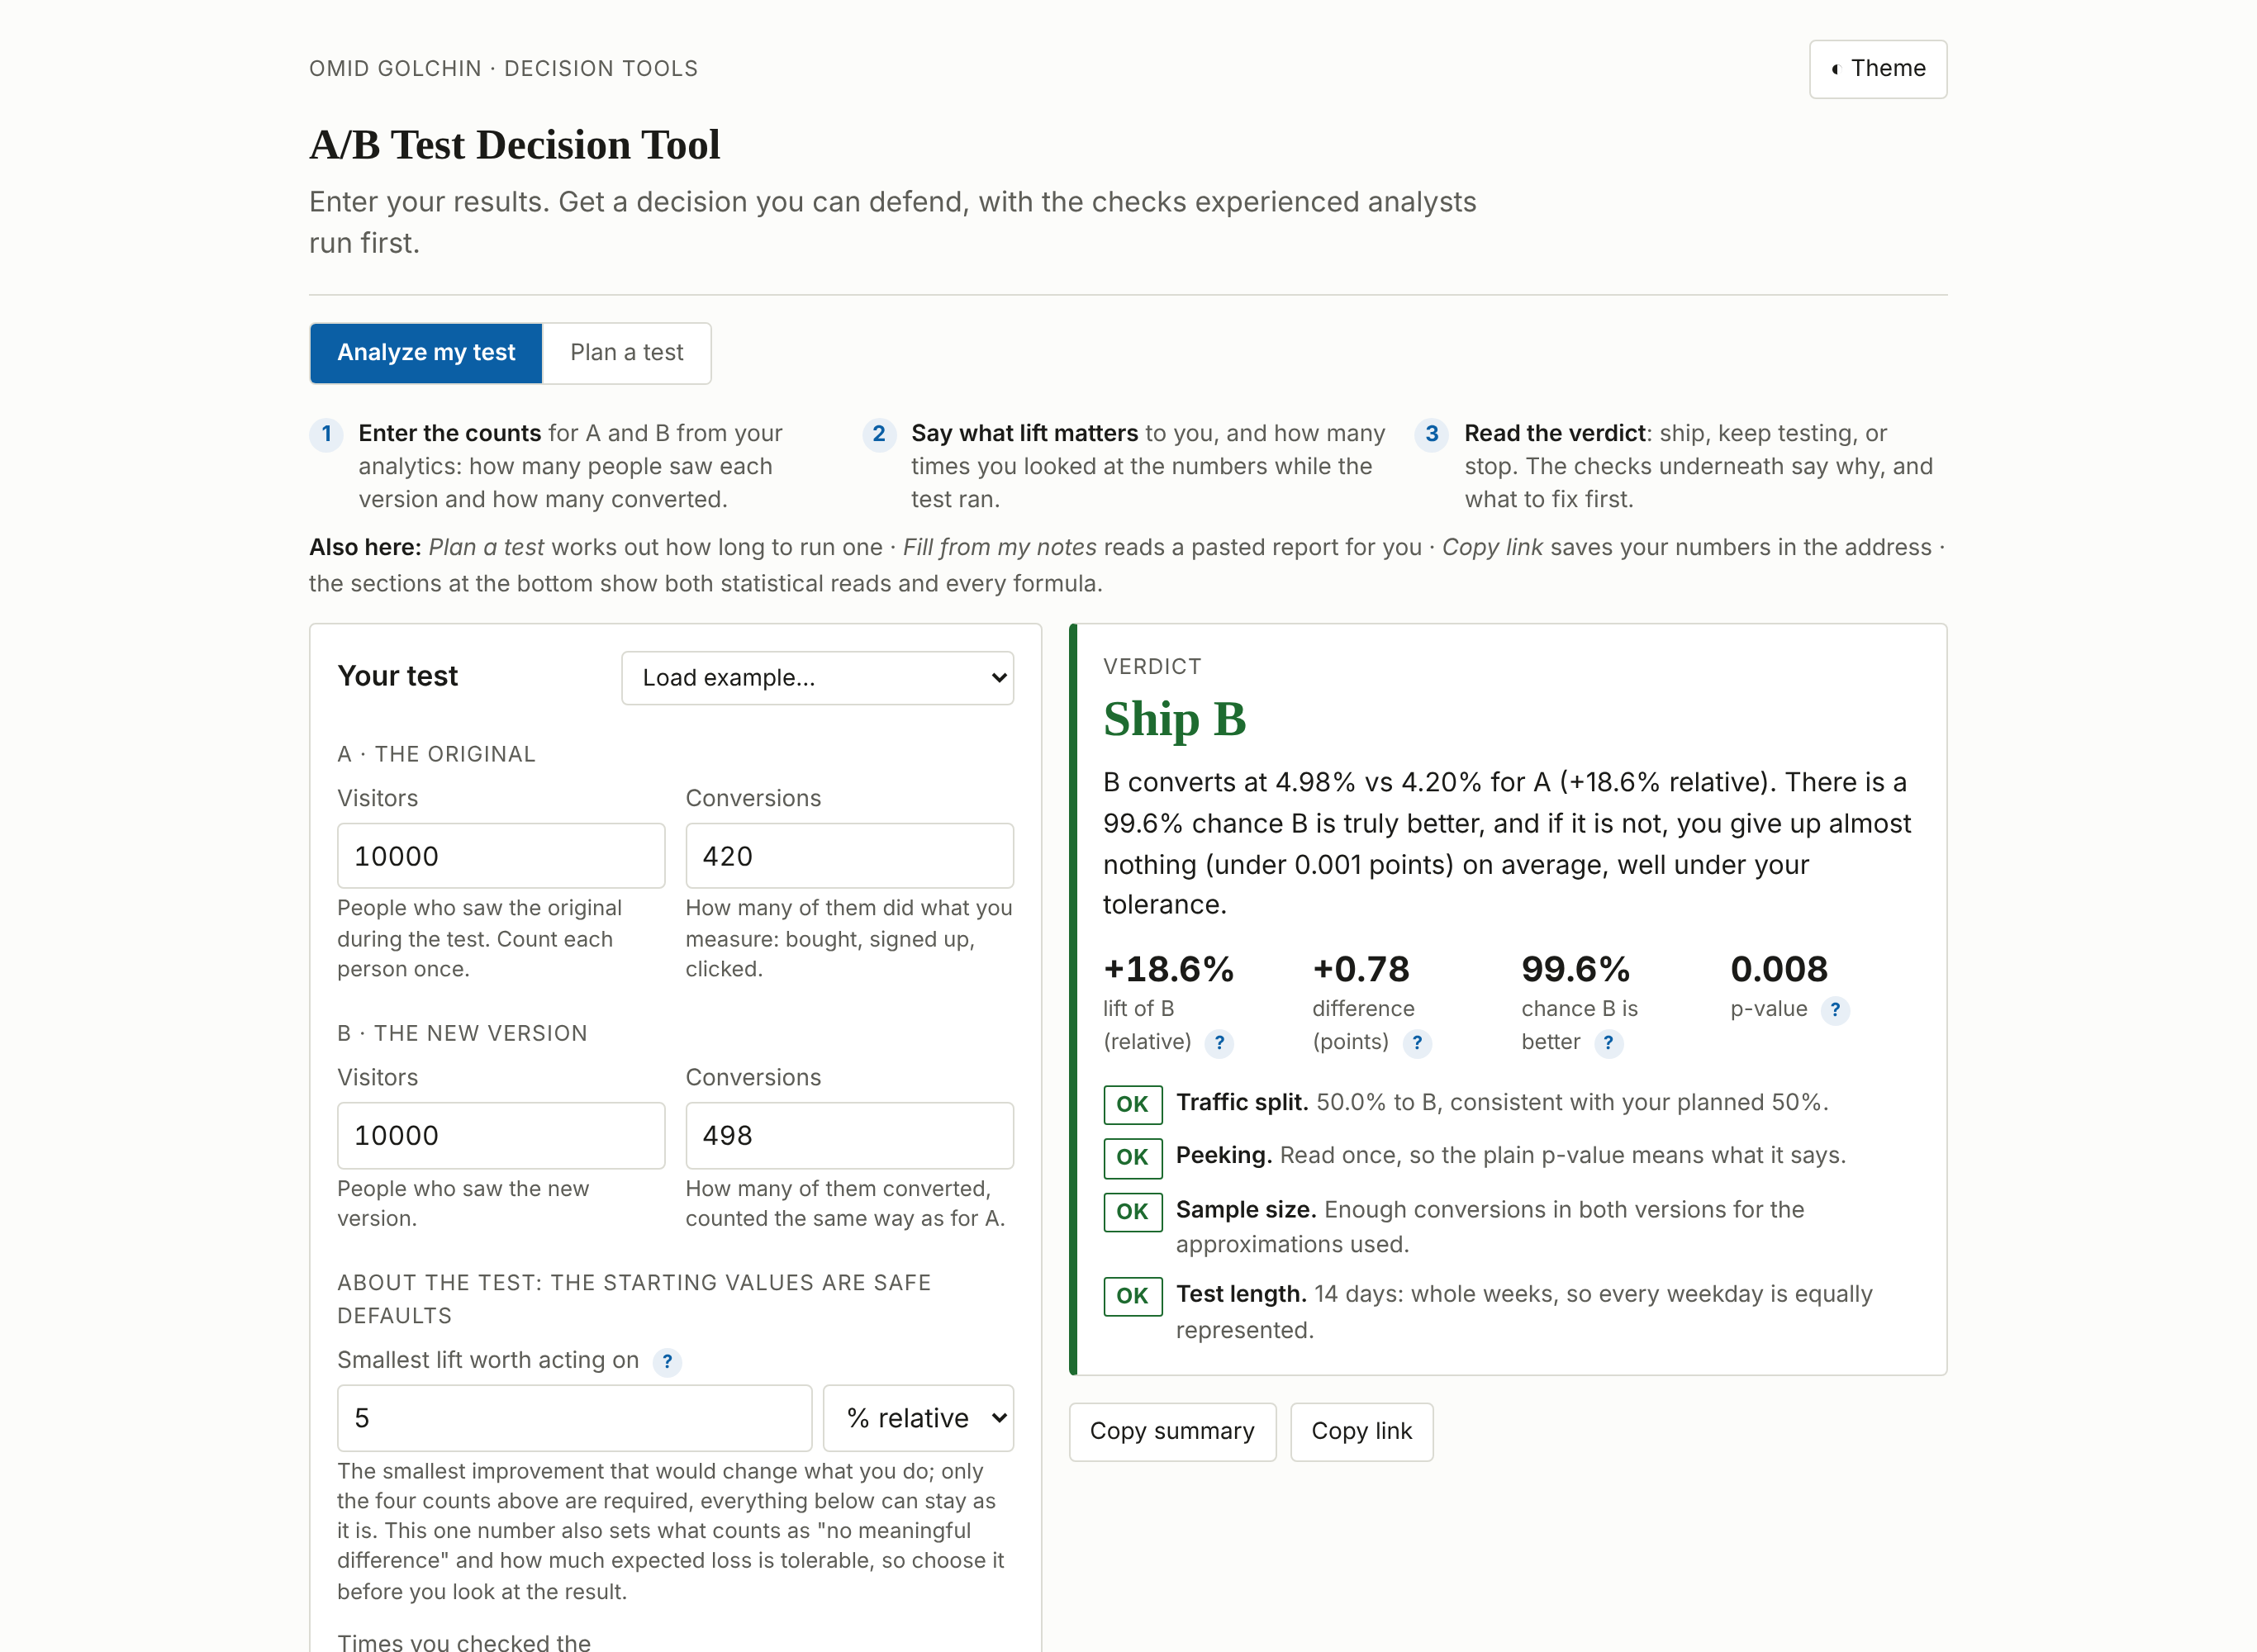 OMID GOLCHIN · DECISION TOOLS
Theme
A/B Test Decision Tool
Enter your results. Get a decision you can defend, with the checks experienced analysts
run first.
Analyze my test
Plan a test
1
Enter the counts for A and B from your
analytics: how many people saw each
version and how many converted.
2
Say what lift matters to you, and how many
times you looked at the numbers while the
test ran.
3
Read the verdict: ship, keep testing, or
stop. The checks underneath say why, and
what to fix first.
Also here: Plan a test works out how long to run one · Fill from my notes reads a pasted report for you · Copy link saves your numbers in the address ·
the sections at the bottom show both statistical reads and every formula.
Your test
Load example...
A · THE ORIGINAL
Visitors
Conversions
10000
420
People who saw the original
during the test. Count each
person once.
How many of them did what you
measure: bought, signed up,
clicked.
B · THE NEW VERSION
Visitors
Conversions
10000
498
People who saw the new
version.
How many of them converted,
counted the same way as for A.
ABOUT THE TEST: THE STARTING VALUES ARE SAFE
DEFAULTS
Smallest lift worth acting on ?
5
% relative
The smallest improvement that would change what you do; only
the four counts above are required, everything below can stay as
it is. This one number also sets what counts as "no meaningful
difference" and how much expected loss is tolerable, so choose it
before you look at the result.
Times you checked the
VERDICT
Ship B
B converts at 4.98% vs 4.20% for A (+18.6% relative). There is a
99.6% chance B is truly better, and if it is not, you give up almost
nothing (under 0.001 points) on average, well under your
tolerance.
+18.6%
lift of B
(relative) ?
+0.78
difference
(points) ?
99.6%
chance B is
better ?
0.008
p-value ?
OK Traffic split. 50.0% to B, consistent with your planned 50%.
OK Peeking. Read once, so the plain p-value means what it says.
OK Sample size. Enough conversions in both versions for the
approximations used.
OK Test length. 14 days: whole weeks, so every weekday is equally
represented.
Copy summary
Copy link